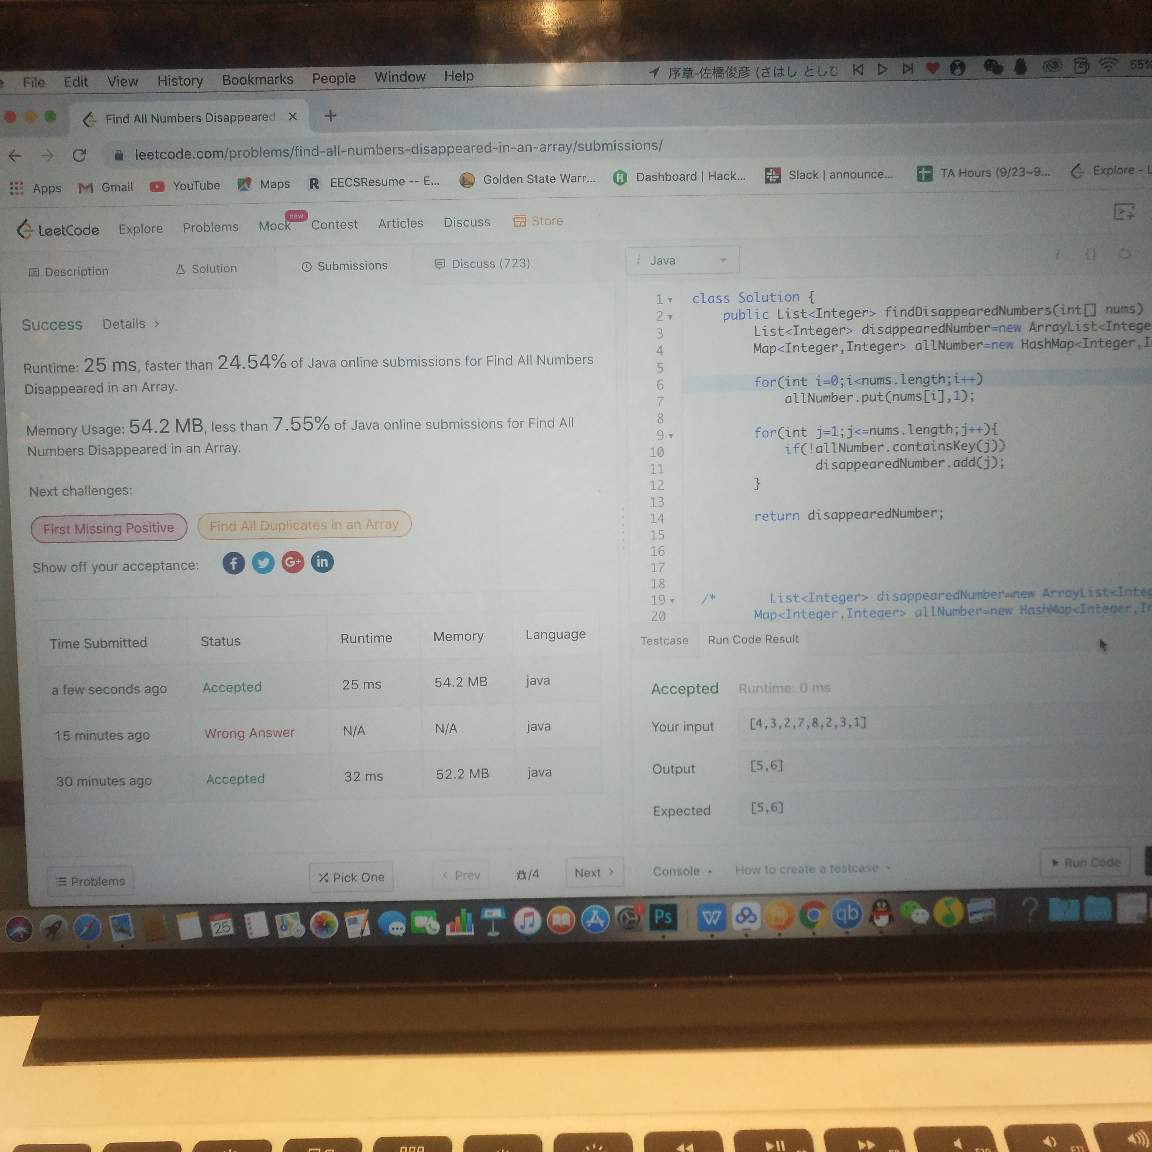 File Edit View History Bookmarks People Window Help
序章-佐橋俊彦 (さはし としひ
55%
Find All Numbers Disappeared
leetcode.com/problems/find-all-numbers-disappeared-in-an-array/submissions/
Apps Gmail YouTube Maps EECSResume -- E... Golden State Warr... Dashboard | Hack... Slack | announce... TA Hours (9/23~9... Explore - L
LeetCode Explore Problems Mock new Contest Articles Discuss Store
Description Solution Submissions Discuss (723)
Success Details >
Runtime: 25 ms, faster than 24.54% of Java online submissions for Find All Numbers
Disappeared in an Array.
Memory Usage: 54.2 MB, less than 7.55% of Java online submissions for Find All
Numbers Disappeared in an Array.
Next challenges:
First Missing Positive Find All Duplicates in an Array
Show off your acceptance: f G+ in
Time Submitted Status Runtime Memory Language
a few seconds ago Accepted 25 ms 54.2 MB java
15 minutes ago Wrong Answer N/A N/A java
30 minutes ago Accepted 32 ms 52.2 MB java
Problems Pick One < Prev /4 Next >
i Java
i {}
1 class Solution {
2 public List<Integer> findDisappearedNumbers(int[] nums)
3 List<Integer> disappearedNumber=new ArrayList<Intege
4 Map<Integer,Integer> allNumber=new HashMap<Integer,I
5
6 for(int i=0;i<nums.length;i++)
7 allNumber.put(nums[i],1);
8
9 for(int j=1;j<=nums.length;j++){
10 if(!allNumber.containsKey(j))
11 disappearedNumber.add(j);
12 }
13
14 return disappearedNumber;
15
16
17
18
19 /* List<Integer> disappearedNumber=new ArrayList<Integ
20 Map<Integer,Integer> allNumber=new HashMap<Integer,In
Testcase Run Code Result
Accepted Runtime: 0 ms
Your input [4,3,2,7,8,2,3,1]
Output [5,6]
Expected [5,6]
Console How to create a testcase Run Code
25 Ps W qb ?